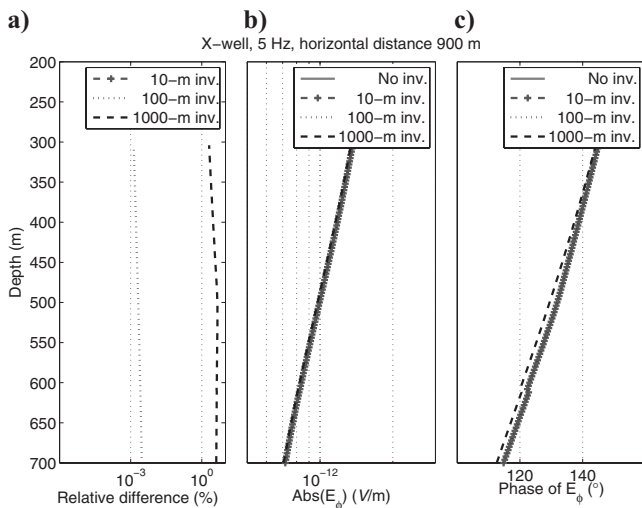 a)
b)
c)
X-well, 5 Hz, horizontal distance 900 m
200
250
300
350
400
450
500
550
600
650
700
Depth (m)
10-m inv.
100-m inv.
1000-m inv.
10⁻³
10⁰
Relative difference (%)
No inv.
10-m inv.
100-m inv.
1000-m inv.
10⁻¹²
Abs(E_ϕ) (V/m)
No inv.
10-m inv.
100-m inv.
1000-m inv.
120
140
Phase of E_ϕ (°)